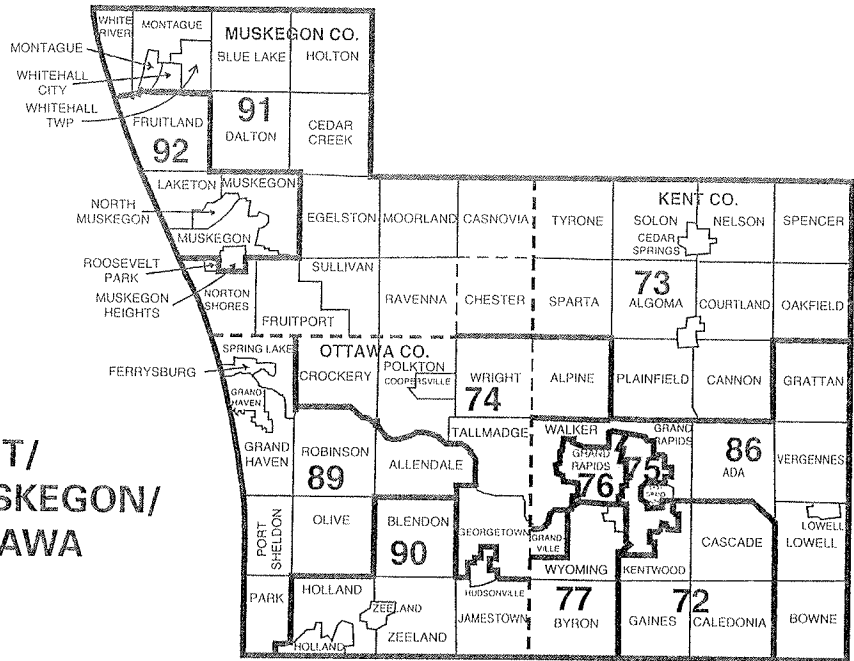 WHITE
RIVER
MONTAGUE
MUSKEGON CO.
MONTAGUE
BLUE LAKE
HOLTON
WHITEHALL
CITY
WHITEHALL
TWP
FRUITLAND
92
91
DALTON
CEDAR
CREEK
LAKETON
MUSKEGON
NORTH
MUSKEGON
MUSKEGON
EGELSTON
MOORLAND
CASNOVIA
TYRONE
KENT CO.
SOLON
NELSON
SPENCER
CEDAR
SPRINGS
ROOSEVELT
PARK
MUSKEGON
HEIGHTS
NORTON
SHORES
SULLIVAN
FRUITPORT
RAVENNA
CHESTER
SPARTA
73
ALGOMA
COURTLAND
OAKFIELD
SPRING LAKE
OTTAWA CO.
FERRYSBURG
CROCKERY
POLKTON
COOPERSVILLE
WRIGHT
74
ALPINE
PLAINFIELD
CANNON
GRATTAN
GRAND
HAVEN
GRAND
HAVEN
ROBINSON
89
ALLENDALE
TALLMADGE
WALKER
GRAND
RAPIDS
76
75
GRAND
RAPIDS
86
ADA
VERGENNES
T/
SKEGON/
AWA
PORT
SHELDON
OLIVE
BLENDON
90
GEORGETOWN
GRAND-
VILLE
WYOMING
KENTWOOD
CASCADE
LOWELL
LOWELL
PARK
HOLLAND
HOLLAND
ZEELAND
ZEELAND
HUDSONVILLE
JAMESTOWN
77
BYRON
72
GAINES
CALEDONIA
BOWNE